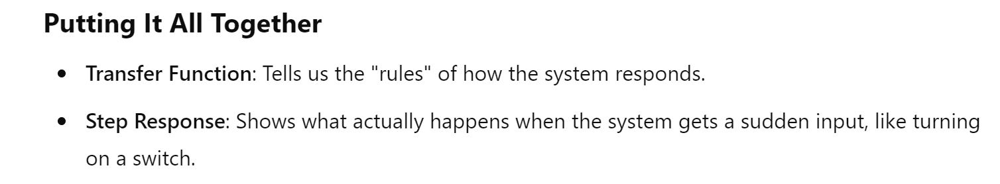 Putting It All Together
• Transfer Function: Tells us the "rules" of how the system responds.
• Step Response: Shows what actually happens when the system gets a sudden input, like turning
on a switch.